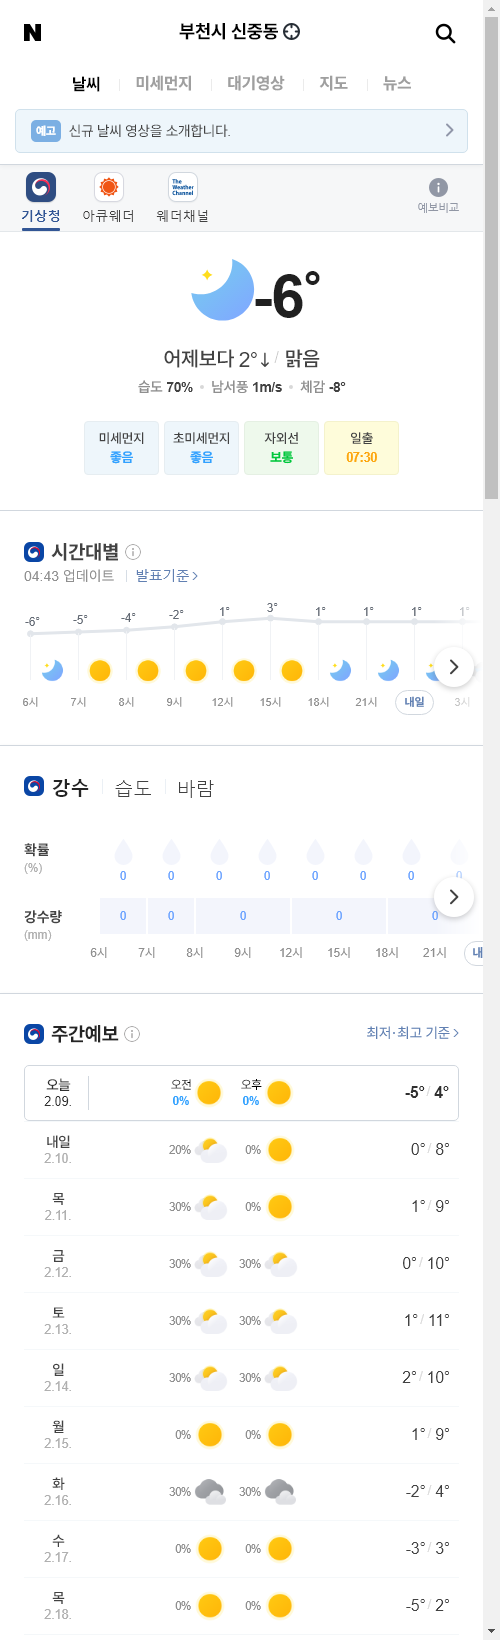 N 부천시 신중동
날씨 미세먼지 대기영상 지도 뉴스
예고 신규 날씨 영상을 소개합니다.
The Weather Channel
기상청 아큐웨더 웨더채널 예보비교
-6°
어제보다 2°↓ / 맑음
습도 70% 남서풍 1m/s 체감 -8°
미세먼지 초미세먼지 자외선 일출
좋음 좋음 보통 07:30
시간대별
04:43 업데이트 발표기준 >
-6° -5° -4° -2° 1° 3° 1° 1° 1° 1°
6시 7시 8시 9시 12시 15시 18시 21시 내일 3시
강수 습도 바람
확률
(%)
0 0 0 0 0 0 0 0
강수량 0 0 0 0 0
(mm)
6시 7시 8시 9시 12시 15시 18시 21시 내
주간예보 최저·최고 기준 >
오늘 오전 오후
2.09. 0% 0% -5° / 4°
내일
2.10. 20% 0% 0° / 8°
목
2.11. 30% 0% 1° / 9°
금
2.12. 30% 30% 0° / 10°
토
2.13. 30% 30% 1° / 11°
일
2.14. 30% 30% 2° / 10°
월
2.15. 0% 0% 1° / 9°
화
2.16. 30% 30% -2° / 4°
수
2.17. 0% 0% -3° / 3°
목
2.18. 0% 0% -5° / 2°